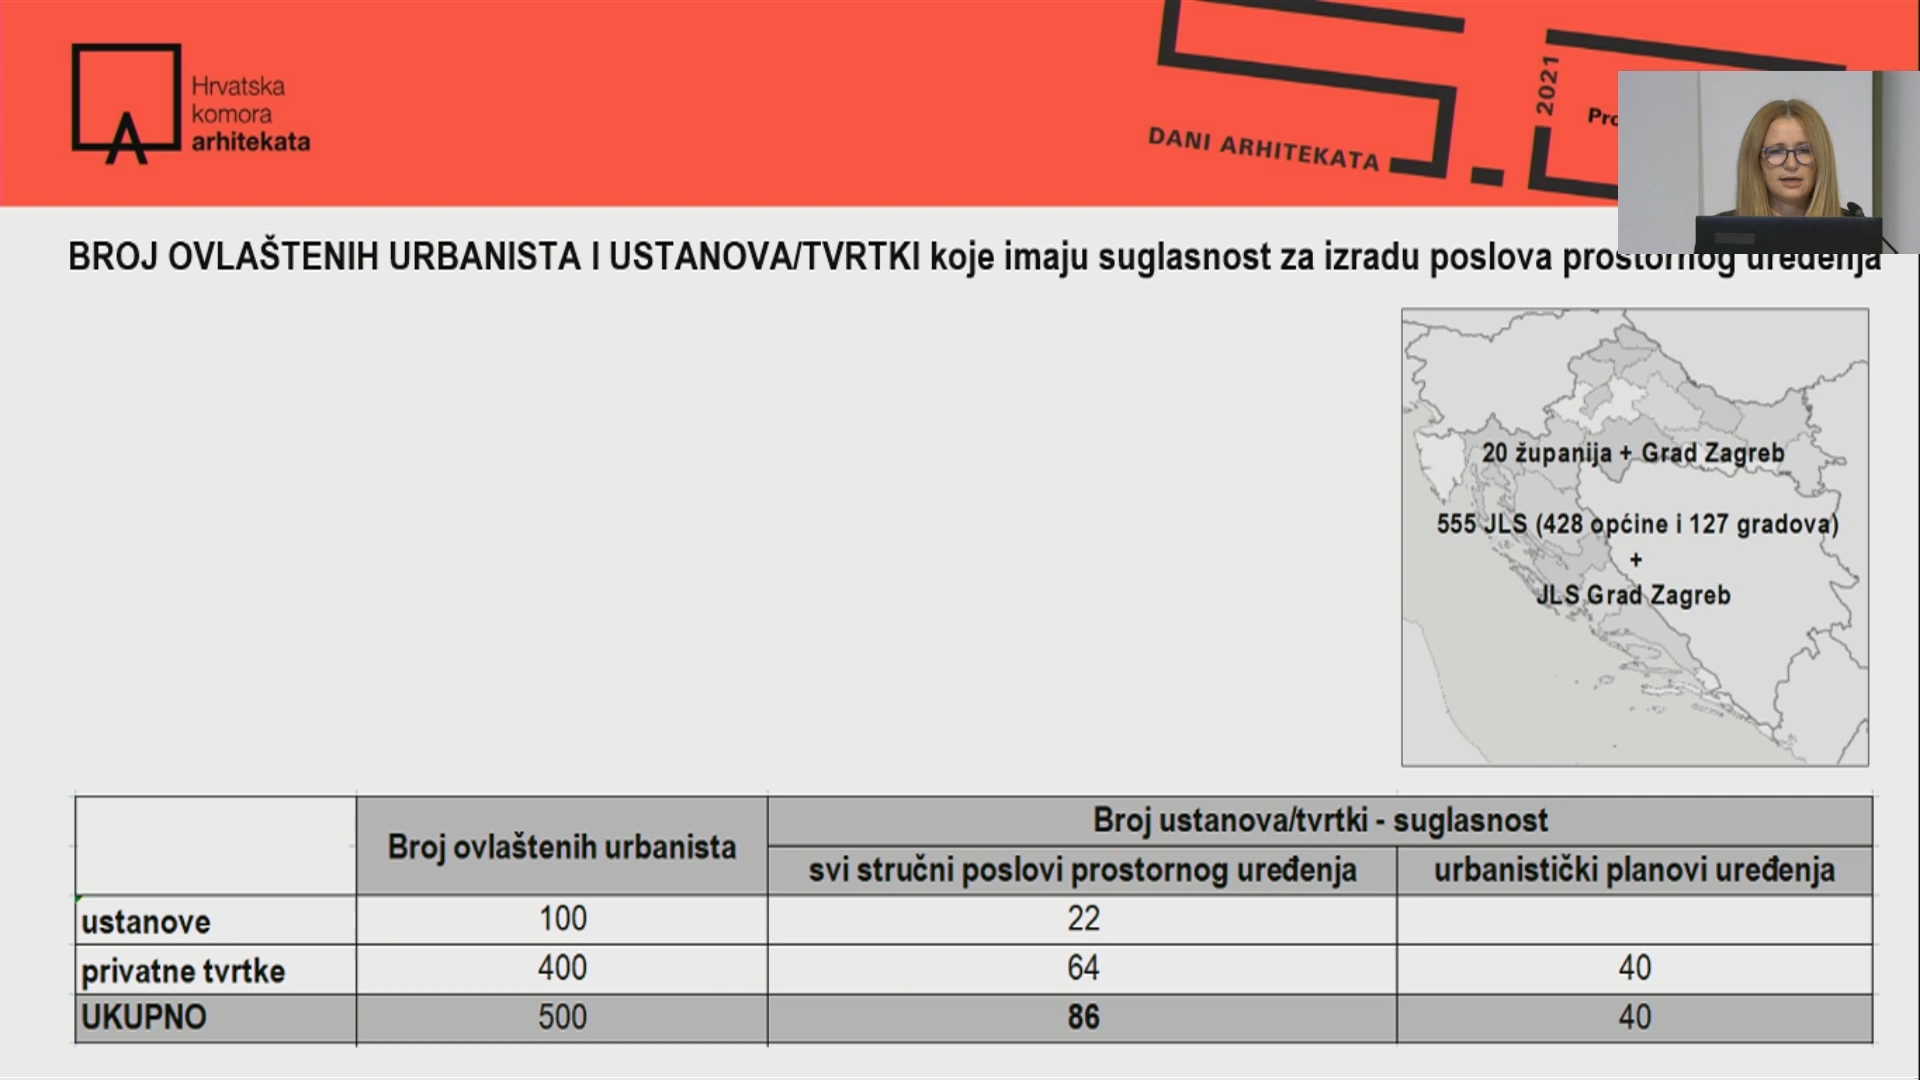 Hrvatska
komora
arhitekata
DANI ARHITEKATA
2021
BROJ OVLAŠTENIH URBANISTA I USTANOVA/TVRTKI koje imaju suglasnost za izradu poslova prostornog uređenja
20 županija + Grad Zagreb
555 JLS (428 općine i 127 gradova)
+
JLS Grad Zagreb
Broj ovlaštenih urbanista
Broj ustanova/tvrtki - suglasnost
svi stručni poslovi prostornog uređenja
urbanistički planovi uređenja
ustanove 100 22
privatne tvrtke 400 64 40
UKUPNO 500 86 40